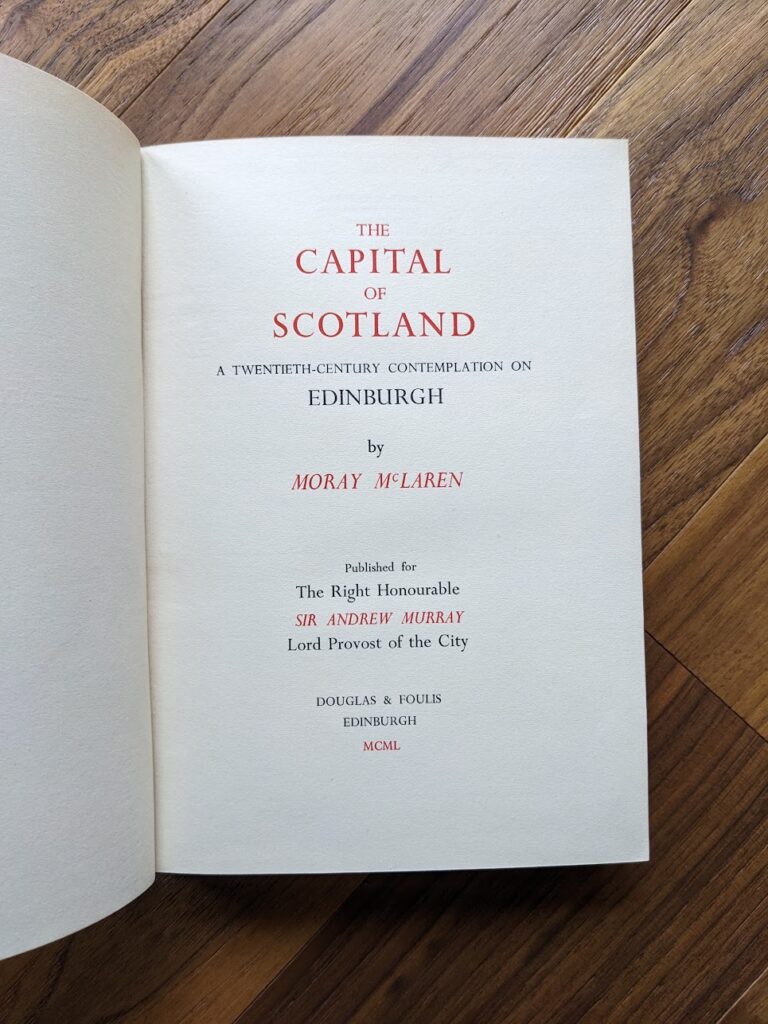 THE
CAPITAL
OF
SCOTLAND
A TWENTIETH-CENTURY CONTEMPLATION ON
EDINBURGH
by
MORAY McLAREN
Published for
The Right Honourable
SIR ANDREW MURRAY
Lord Provost of the City
DOUGLAS & FOULIS
EDINBURGH
MCML